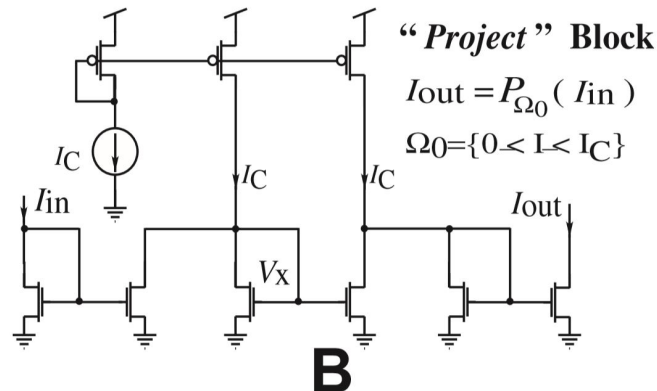 “Project” Block
Iout =PΩ0( Iin )
Ω0={0≤I≤IC}
IC
IC
IC
Iin
Iout
VX
B